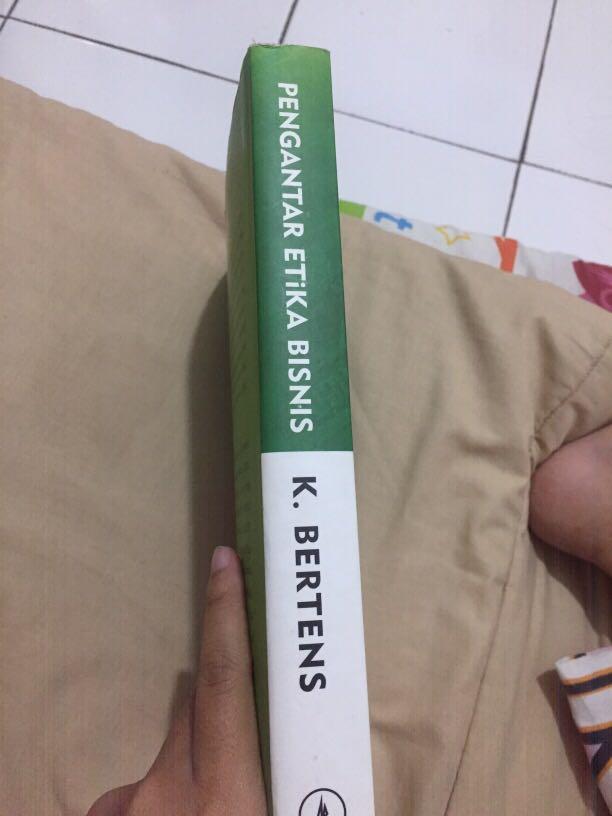 PENGANTAR ETiKA BISNIS
K. BERTENS
t